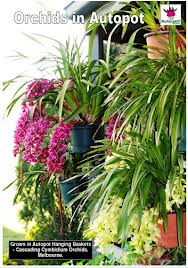 Orchids in Autopot
Autopot
Grown in Autopot Hanging Baskets
- Cascading Cymbidium Orchids,
Melbourne.